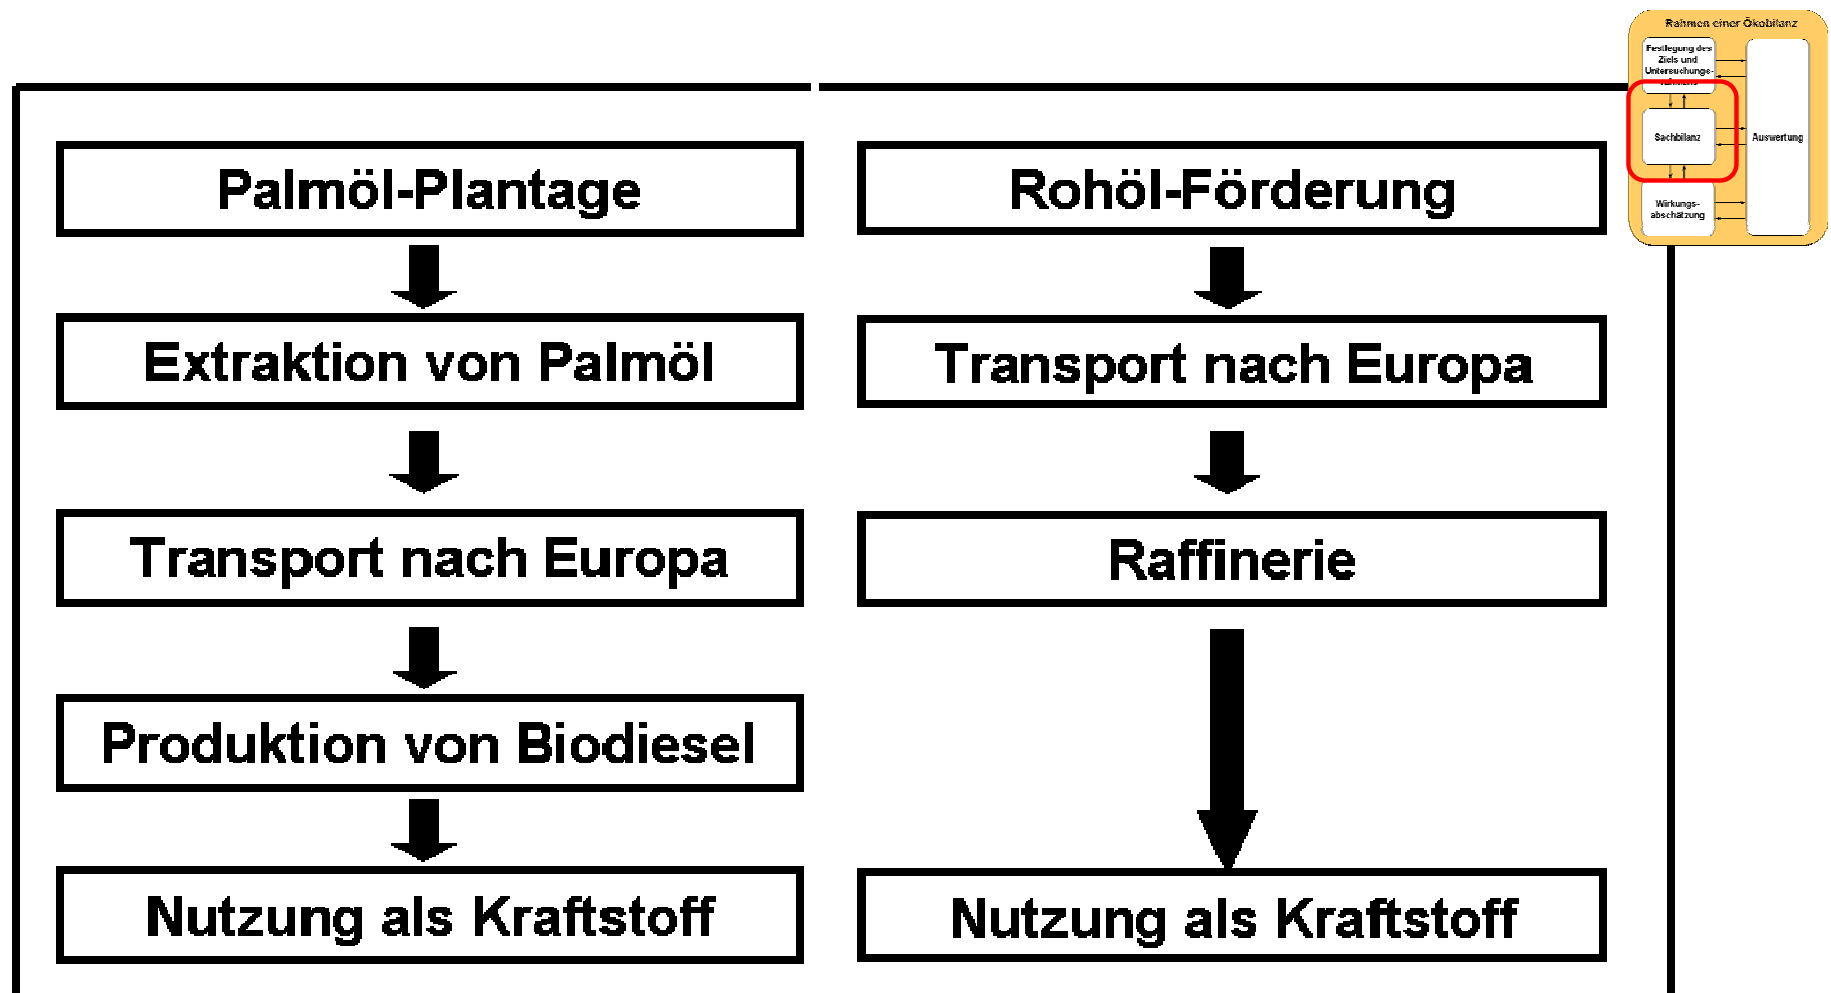 Rahmen einer Ökobilanz
Festlegung des
Ziels und
Untersuchungs-
Sachbilanz
Auswertung
Wirkungs-
abschätzung
Palmöl-Plantage
Extraktion von Palmöl
Transport nach Europa
Produktion von Biodiesel
Nutzung als Kraftstoff
Rohöl-Förderung
Transport nach Europa
Raffinerie
Nutzung als Kraftstoff